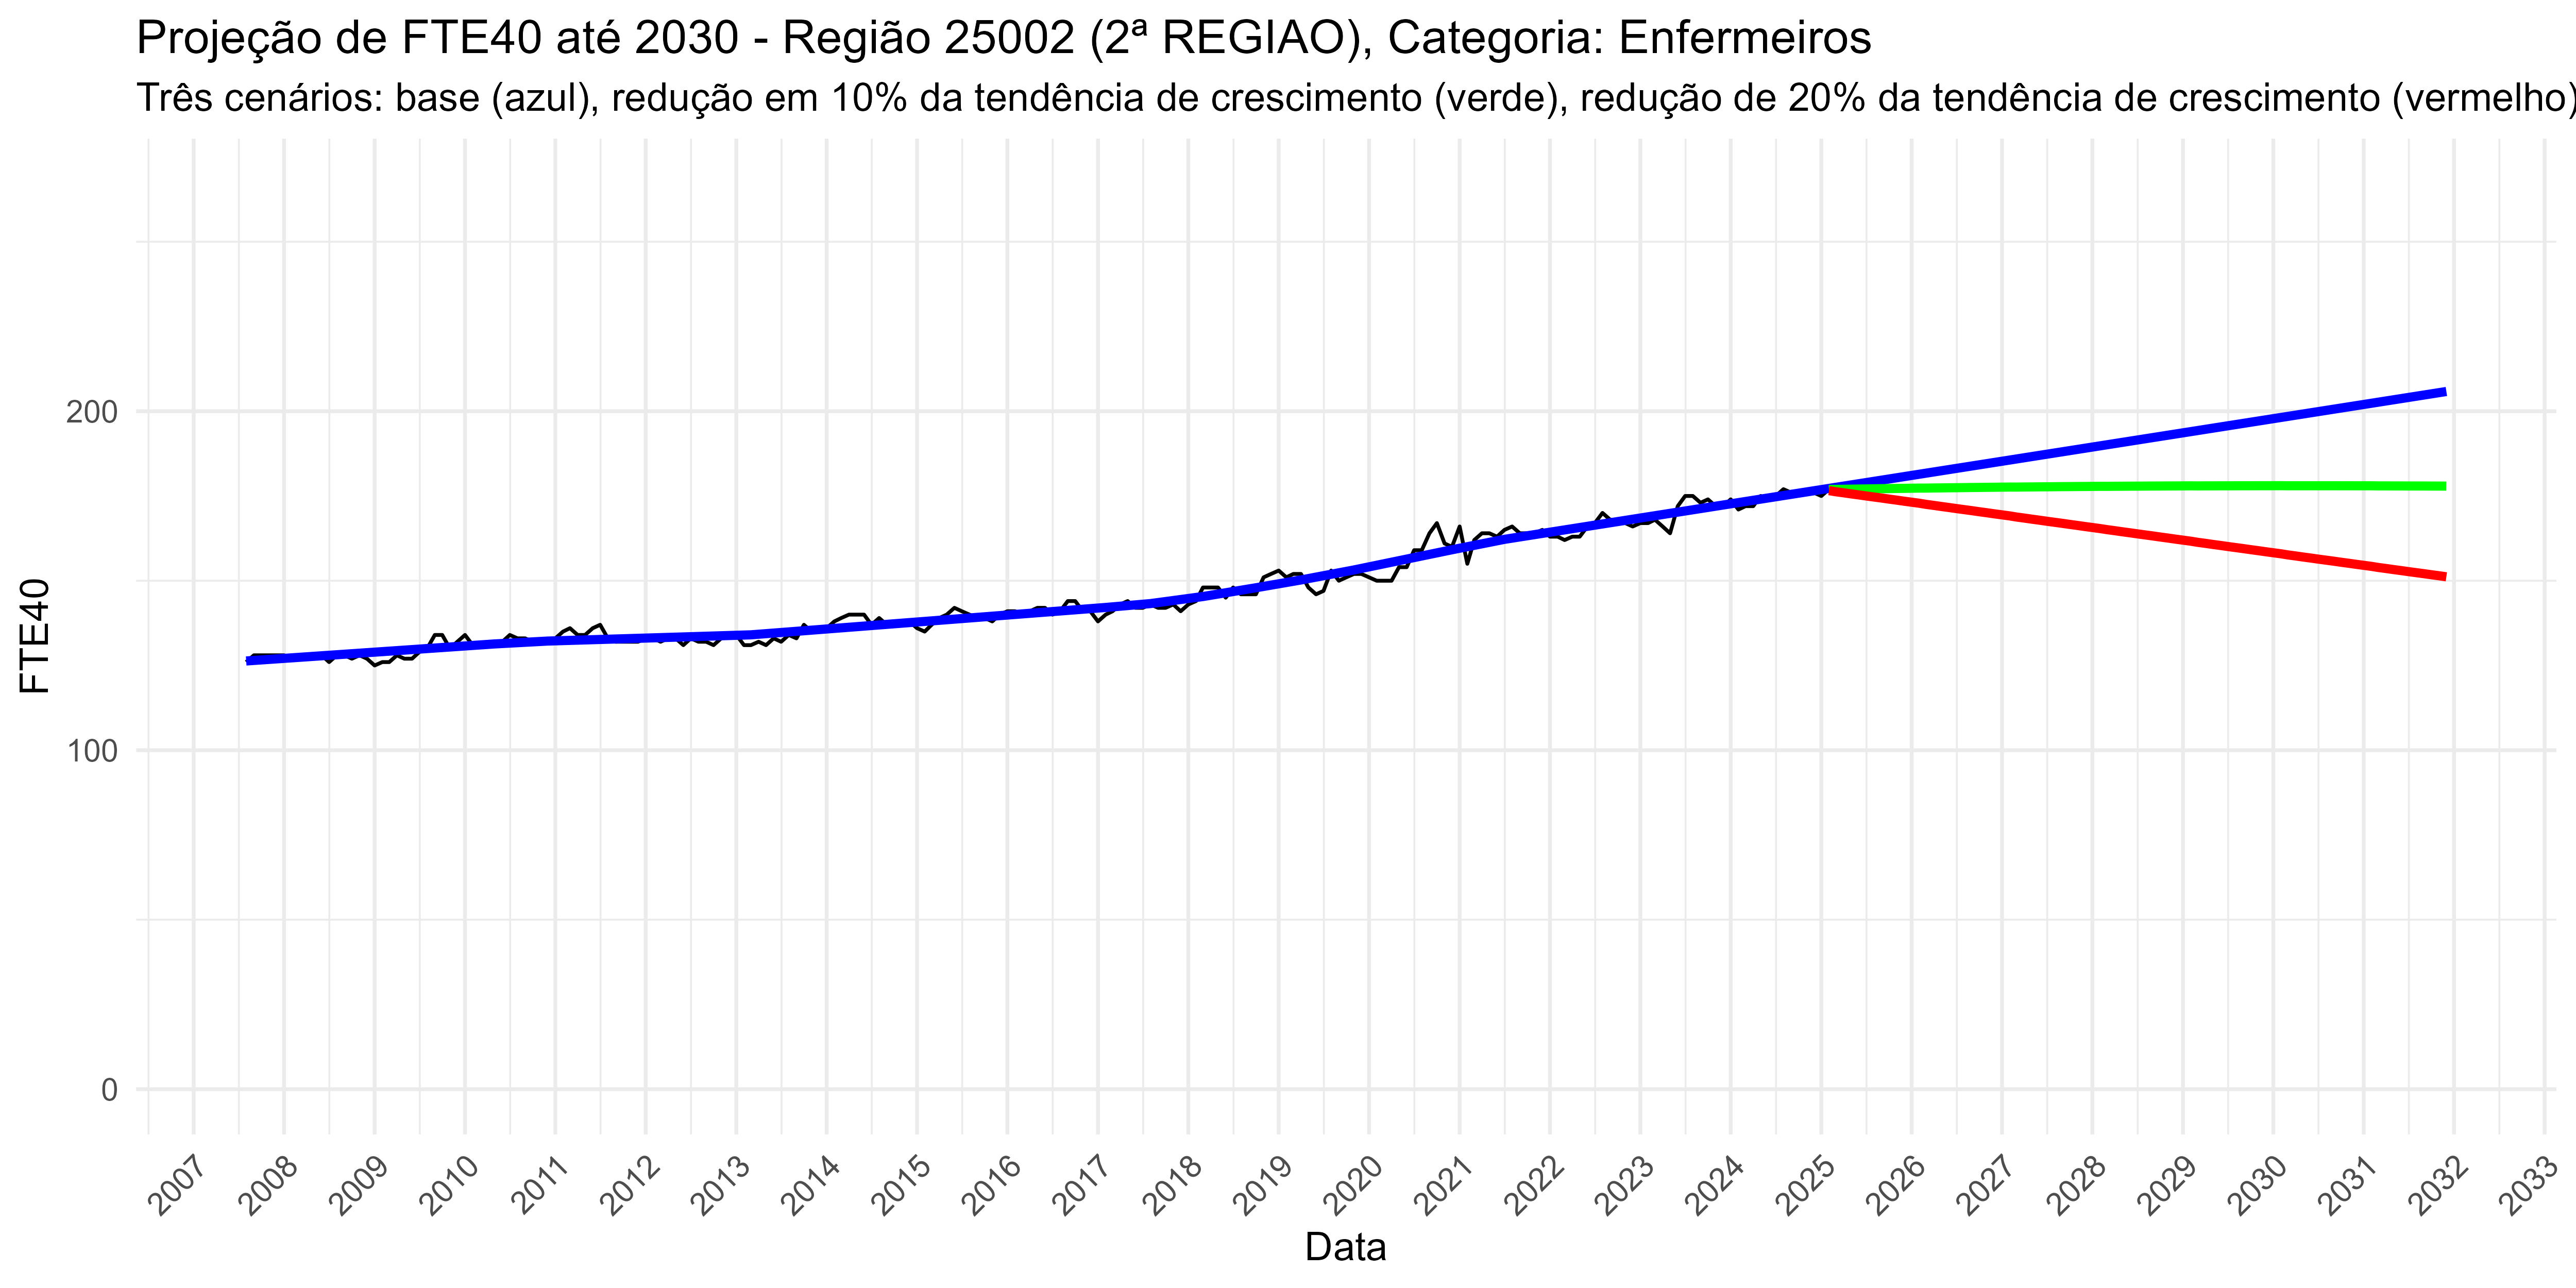 Projeção de FTE40 até 2030 - Região 25002 (2ª REGIAO), Categoria: Enfermeiros
Três cenários: base (azul), redução em 10% da tendência de crescimento (verde), redução de 20% da tendência de crescimento (vermelho)
FTE40
200
100
0
2007 2008 2009 2010 2011 2012 2013 2014 2015 2016 2017 2018 2019 2020 2021 2022 2023 2024 2025 2026 2027 2028 2029 2030 2031 2032 2033
Data